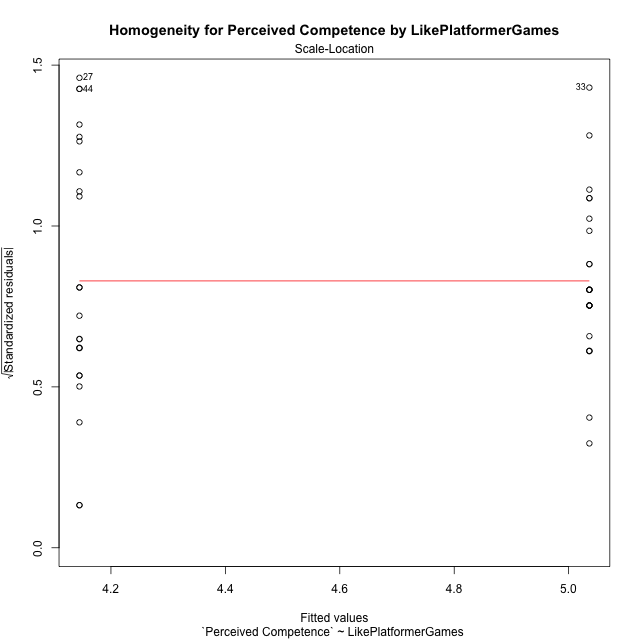 Homogeneity for Perceived Competence by LikePlatformerGames
Scale-Location
1.5
1.0
0.5
0.0
√|Standardized residuals|
27
44
33
4.2 4.4 4.6 4.8 5.0
Fitted values
`Perceived Competence` ~ LikePlatformerGames